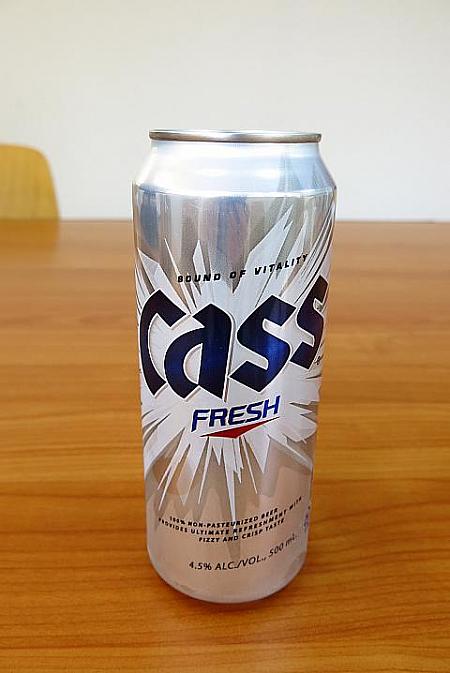 SOUND OF VITALITY
Cass
FRESH
100% NON-PASTEURIZED BEER
PROVIDES ULTIMATE REFRESHMENT WITH
FIZZY AND CRISP TASTE
4.5% ALC./VOL., 500 mL